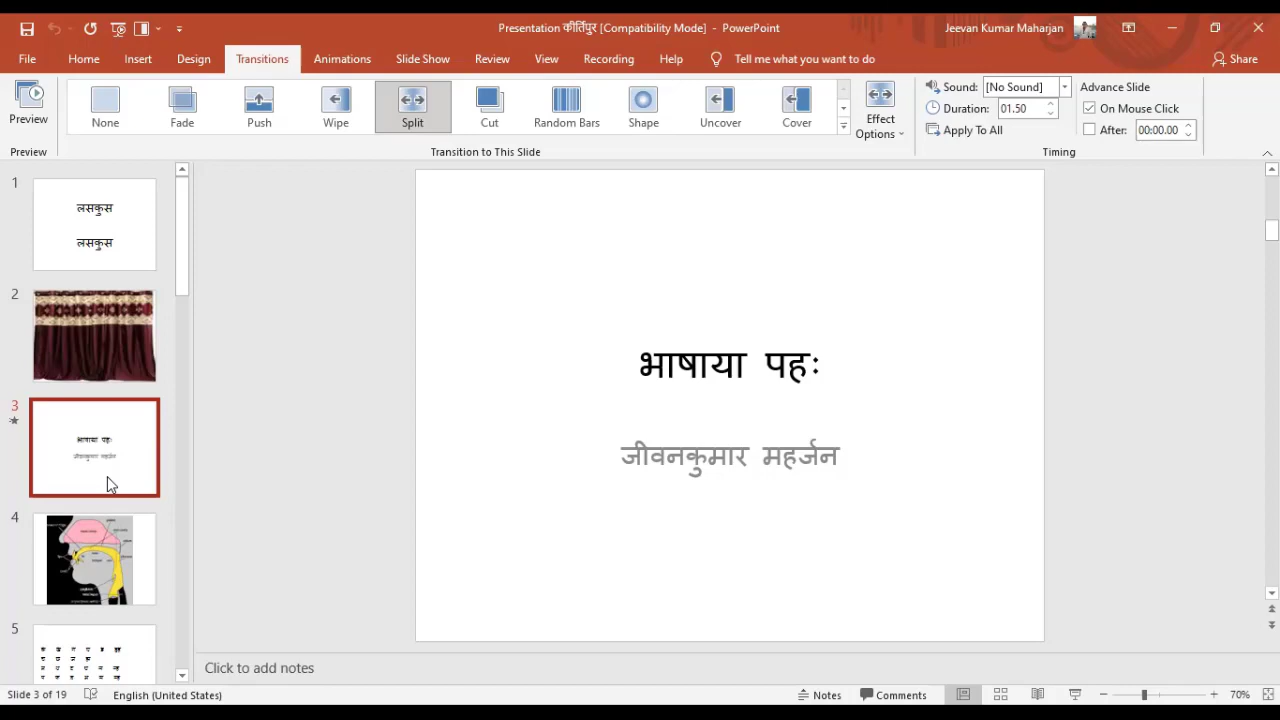 Presentation कीर्तिपुर [Compatibility Mode] - PowerPoint
Jeevan Kumar Maharjan
File Home Insert Design Transitions Animations Slide Show Review View Recording Help Tell me what you want to do Share
Preview
None Fade Push Wipe Split Cut Random Bars Shape Uncover Cover
Effect Options
Sound: [No Sound]
Duration: 01.50
Apply To All
Advance Slide
On Mouse Click
After: 00:00.00
Preview Transition to This Slide Timing
1
लसकुस
लसकुस
2
3
भाषाया पहः
जीवनकुमार महर्जन
4
5
भाषाया पहः
जीवनकुमार महर्जन
Click to add notes
Slide 3 of 19 English (United States) Notes Comments 70%